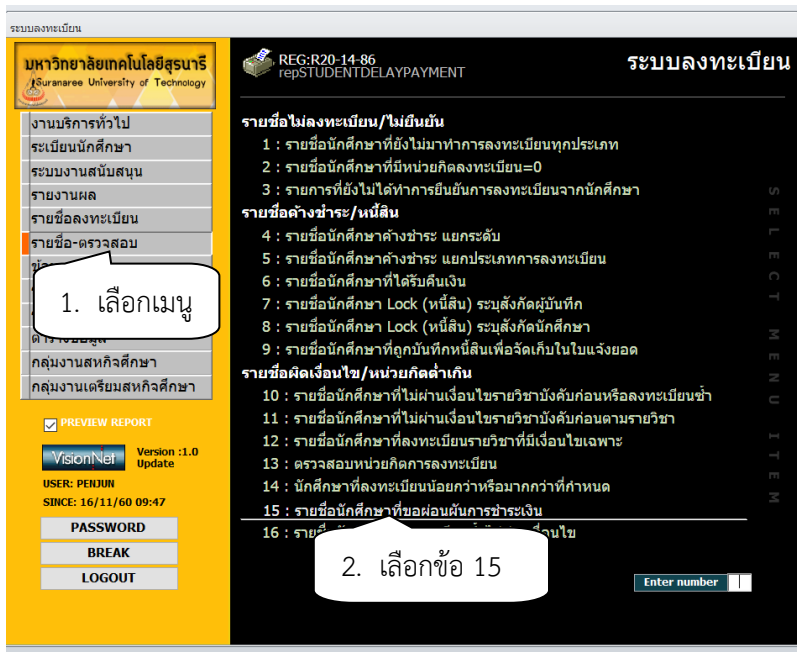 ระบบลงทะเบียน
มหาวิทยาลัยเทคโนโลยีสุรนารี
Suranaree University of Technology
REG:R20-14-86
repSTUDENTDELAYPAYMENT
ระบบลงทะเบียน
งานบริการทั่วไป
ระเบียนนักศึกษา
ระบบงานสนับสนุน
รายงานผล
รายชื่อลงทะเบียน
รายชื่อ-ตรวจสอบ
1. เลือกเมนู
ตารางข้อมูล
กลุ่มงานสหกิจศึกษา
กลุ่มงานเตรียมสหกิจศึกษา
PREVIEW REPORT
VisionNet
Version :1.0
Update
USER: PENJUN
SINCE: 16/11/60 09:47
PASSWORD
BREAK
LOGOUT
รายชื่อไม่ลงทะเบียน/ไม่ยืนยัน
1 : รายชื่อนักศึกษาที่ยังไม่มาทำการลงทะเบียนทุกประเภท
2 : รายชื่อนักศึกษาที่มีหน่วยกิตลงทะเบียน=0
3 : รายการที่ยังไม่ได้ทำการยืนยันการลงทะเบียนจากนักศึกษา
รายชื่อค้างชำระ/หนี้สิน
4 : รายชื่อนักศึกษาค้างชำระ แยกระดับ
5 : รายชื่อนักศึกษาค้างชำระ แยกประเภทการลงทะเบียน
6 : รายชื่อนักศึกษาที่ได้รับคืนเงิน
7 : รายชื่อนักศึกษา Lock (หนี้สิน) ระบุสังกัดผู้บันทึก
8 : รายชื่อนักศึกษา Lock (หนี้สิน) ระบุสังกัดนักศึกษา
9 : รายชื่อนักศึกษาที่ถูกบันทึกหนี้สินเพื่อจัดเก็บในใบแจ้งยอด
รายชื่อผิดเงื่อนไข/หน่วยกิตต่ำเกิน
10 : รายชื่อนักศึกษาที่ไม่ผ่านเงื่อนไขรายวิชาบังคับก่อนหรือลงทะเบียนซ้ำ
11 : รายชื่อนักศึกษาที่ไม่ผ่านเงื่อนไขรายวิชาบังคับก่อนตามรายวิชา
12 : รายชื่อนักศึกษาที่ลงทะเบียนรายวิชาที่มีเงื่อนไขเฉพาะ
13 : ตรวจสอบหน่วยกิตการลงทะเบียน
14 : นักศึกษาที่ลงทะเบียนน้อยกว่าหรือมากกว่าที่กำหนด
15 : รายชื่อนักศึกษาที่ขอผ่อนผันการชำระเงิน
16 :
2. เลือกข้อ 15
Enter number
SELECT MENU ITEM